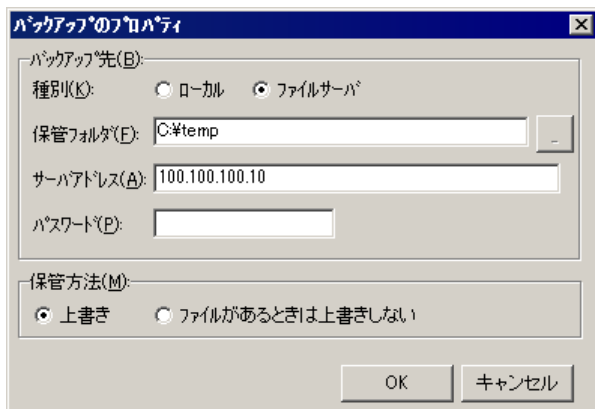 ﾊﾞｯｸｱｯﾌﾟのﾌﾟﾛﾊﾟﾃｨ
ﾊﾞｯｸｱｯﾌﾟ先(B):
種別(K): ﾛｰｶﾙ ﾌｧｲﾙｻｰﾊﾞ
保管ﾌｫﾙﾀﾞ(F): C:¥temp
ｻｰﾊﾞｱﾄﾞﾚｽ(A): 100.100.100.10
ﾊﾟｽﾜｰﾄﾞ(P):
保管方法(M):
上書き ﾌｧｲﾙがあるときは上書きしない
OK キャンセル